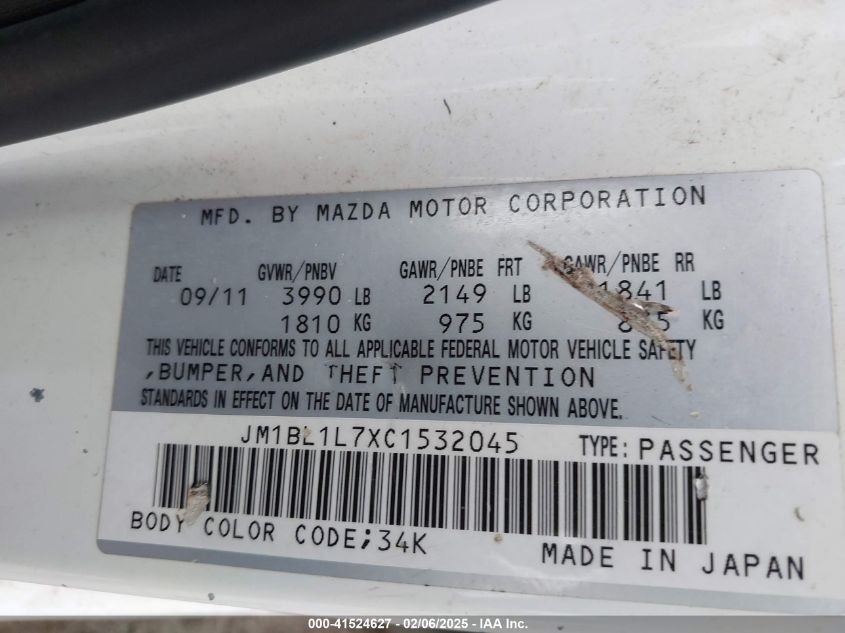 MFD. BY MAZDA MOTOR CORPORATION
DATE GVWR/PNBV GAWR/PNBE FRT GAWR/PNBE RR
09/11 3990 LB 2149 LB 1841 LB
1810 KG 975 KG KG
THIS VEHICLE CONFORMS TO ALL APPLICABLE FEDERAL MOTOR VEHICLE SAFETY
,BUMPER,AND THEFT PREVENTION
STANDARDS IN EFFECT ON THE DATE OF MANUFACTURE SHOWN ABOVE.
JM1BL1L7XC1532045 TYPE: PASSENGER
BODY COLOR CODE;34K
MADE IN JAPAN
000-41524627 - 02/06/2025 - IAA Inc.